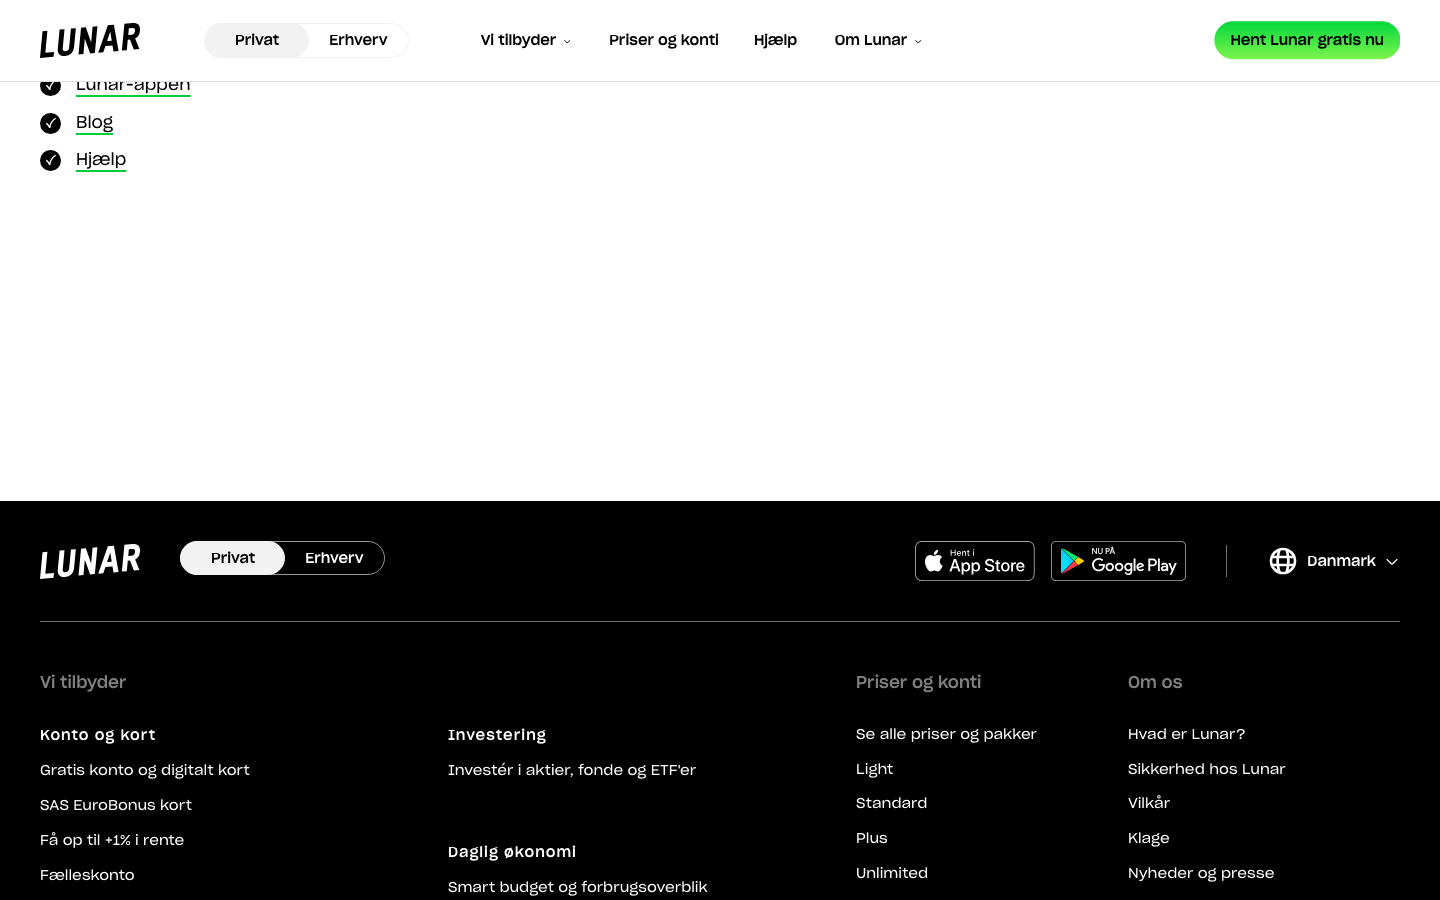 LUNAR
Privat Erhverv
Vi tilbyder Priser og konti Hjælp Om Lunar
Hent Lunar gratis nu
Lunar-appen
Blog
Hjælp
LUNAR
Privat Erhverv
Hent i
App Store
NU PÅ
Google Play
Danmark
Vi tilbyder
Konto og kort
Gratis konto og digitalt kort
SAS EuroBonus kort
Få op til +1% i rente
Fælleskonto
Investering
Investér i aktier, fonde og ETF'er
Daglig økonomi
Smart budget og forbrugsoverblik
Priser og konti
Se alle priser og pakker
Light
Standard
Plus
Unlimited
Om os
Hvad er Lunar?
Sikkerhed hos Lunar
Vilkår
Klage
Nyheder og presse